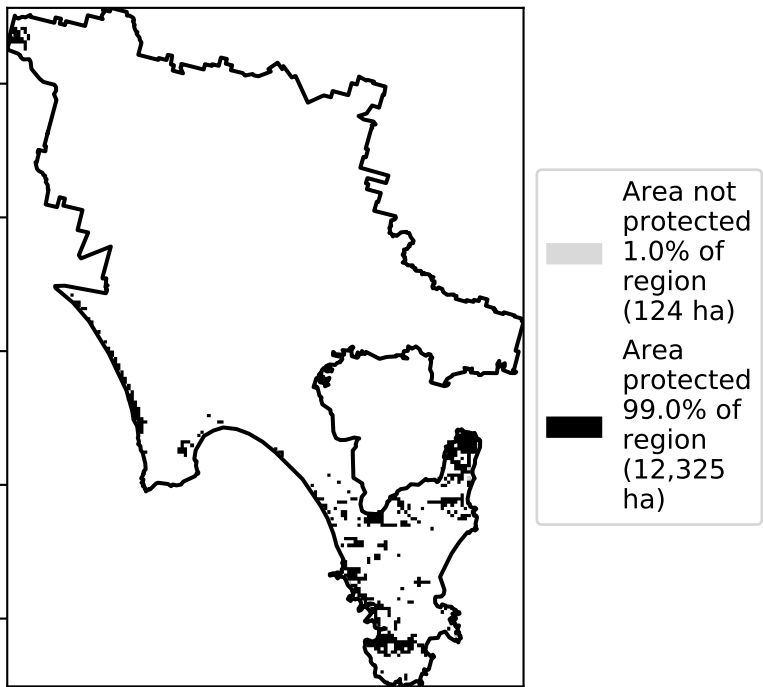 Area not
protected
1.0% of
region
(124 ha)
Area
protected
99.0% of
region
(12,325
ha)